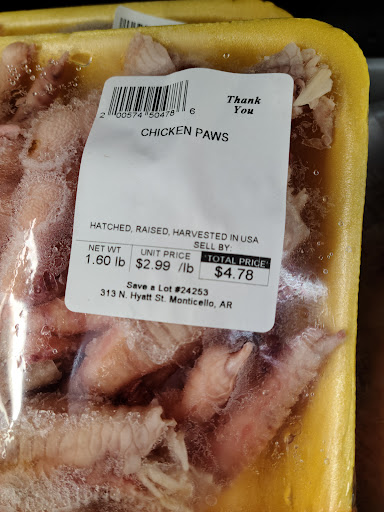 Thank
You
2 00574 50478 6
CHICKEN PAWS
HATCHED, RAISED, HARVESTED IN USA
SELL BY:
NET WT UNIT PRICE TOTAL PRICE
1.60 lb $2.99 /lb $4.78
Save a Lot #24253
313 N. Hyatt St. Monticello, AR